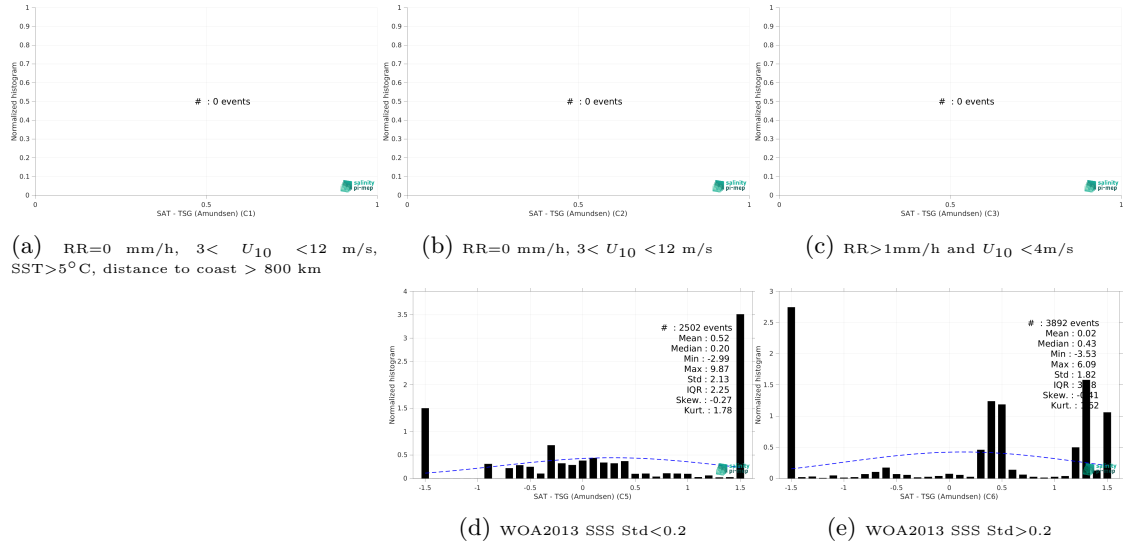 1
0.9
0.8
0.7
0.6
0.5
0.4
0.3
0.2
0.1
0
Normalized histogram
# : 0 events
salinity
pi-mep
0 0.5 1
SAT - TSG (Amundsen) (C1)
(a) RR=0 mm/h, 3< U10 <12 m/s,
SST>5°C, distance to coast > 800 km
1
0.9
0.8
0.7
0.6
0.5
0.4
0.3
0.2
0.1
0
Normalized histogram
# : 0 events
salinity
pi-mep
0 0.5 1
SAT - TSG (Amundsen) (C2)
(b) RR=0 mm/h, 3< U10 <12 m/s
1
0.9
0.8
0.7
0.6
0.5
0.4
0.3
0.2
0.1
0
Normalized histogram
# : 0 events
salinity
pi-mep
0 0.5 1
SAT - TSG (Amundsen) (C3)
(c) RR>1mm/h and U10 <4m/s
4
3.5
3
2.5
2
1.5
1
0.5
0
Normalized histogram
# : 2502 events
Mean : 0.52
Median : 0.20
Min : -2.99
Max : 9.87
Std : 2.13
IQR : 2.25
Skew. : -0.27
Kurt. : 1.78
salinity
pi-mep
-1.5 -1 -0.5 0 0.5 1 1.5
SAT - TSG (Amundsen) (C5)
(d) WOA2013 SSS Std<0.2
3
2.5
2
1.5
1
0.5
0
Normalized histogram
# : 3892 events
Mean : 0.02
Median : 0.43
Min : -3.53
Max : 6.09
Std : 1.82
IQR :
Skew. :
Kurt. :
salinity
pi-mep
-1.5 -1 -0.5 0 0.5 1 1.5
SAT - TSG (Amundsen) (C6)
(e) WOA2013 SSS Std>0.2